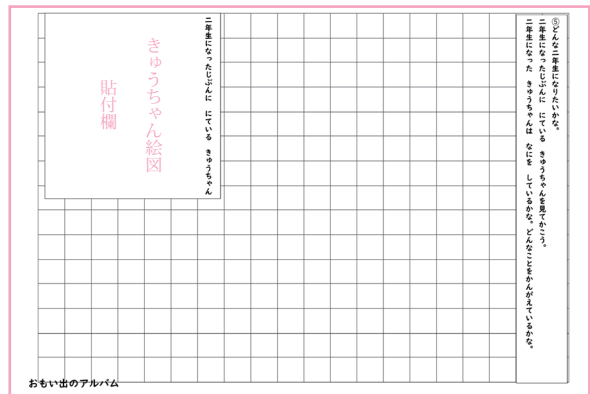 ⑤どんな二年生になりたいかな。
二年生になったじぶんに にている きゅうちゃんを見てかこう。
二年生になった きゅうちゃんは なにを しているかな。どんなことをかんがえているかな。
二年生になったじぶんに にている きゅうちゃん
きゅうちゃん絵図
貼付欄
おもい出のアルバム